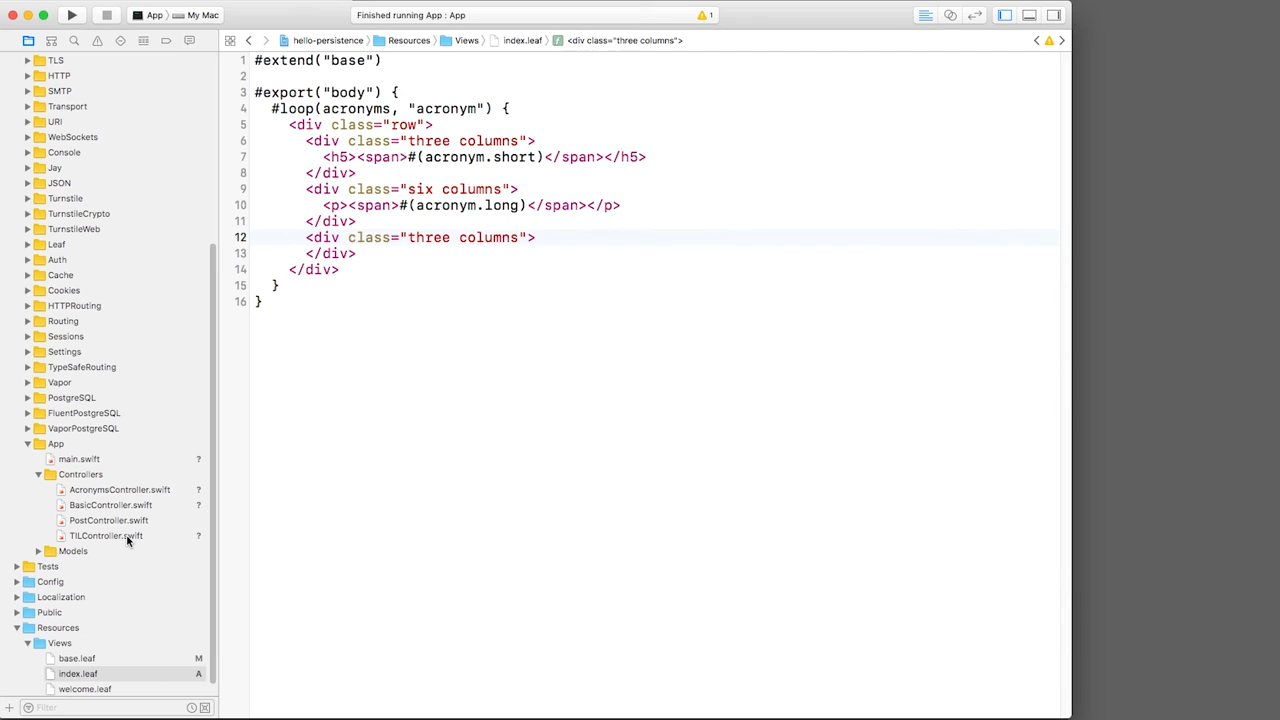 App
My Mac
Finished running App : App
1
hello-persistence
Resources
Views
index.leaf
<div class="three columns">
TLS
HTTP
SMTP
Transport
URI
WebSockets
Console
Jay
JSON
Turnstile
TurnstileCrypto
TurnstileWeb
Leaf
Auth
Cache
Cookies
HTTPRouting
Routing
Sessions
Settings
TypeSafeRouting
Vapor
PostgreSQL
FluentPostgreSQL
VaporPostgreSQL
App
main.swift ?
Controllers
AcronymsController.swift ?
BasicController.swift ?
PostController.swift
TILController.swift ?
Models
Tests
Config
Localization
Public
Resources
Views
base.leaf M
index.leaf A
welcome.leaf
Filter
1 #extend("base")
2
3 #export("body") {
4 #loop(acronyms, "acronym") {
5 <div class="row">
6 <div class="three columns">
7 <h5><span>#(acronym.short)</span></h5>
8 </div>
9 <div class="six columns">
10 <p><span>#(acronym.long)</span></p>
11 </div>
12 <div class="three columns">
13 </div>
14 </div>
15 }
16 }